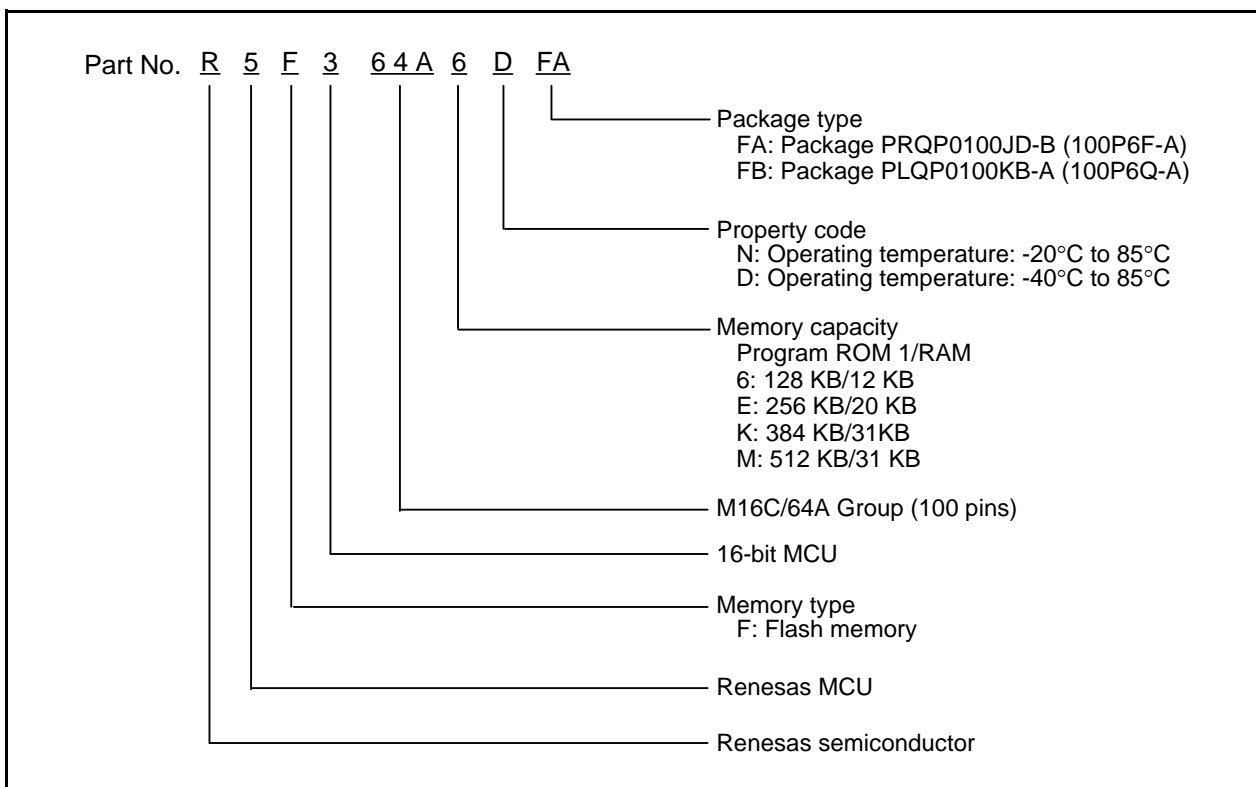 Part No. R 5 F 3 6 4 A 6 D FA
Package type
FA: Package PRQP0100JD-B (100P6F-A)
FB: Package PLQP0100KB-A (100P6Q-A)
Property code
N: Operating temperature: -20°C to 85°C
D: Operating temperature: -40°C to 85°C
Memory capacity
Program ROM 1/RAM
6: 128 KB/12 KB
E: 256 KB/20 KB
K: 384 KB/31KB
M: 512 KB/31 KB
M16C/64A Group (100 pins)
16-bit MCU
Memory type
F: Flash memory
Renesas MCU
Renesas semiconductor